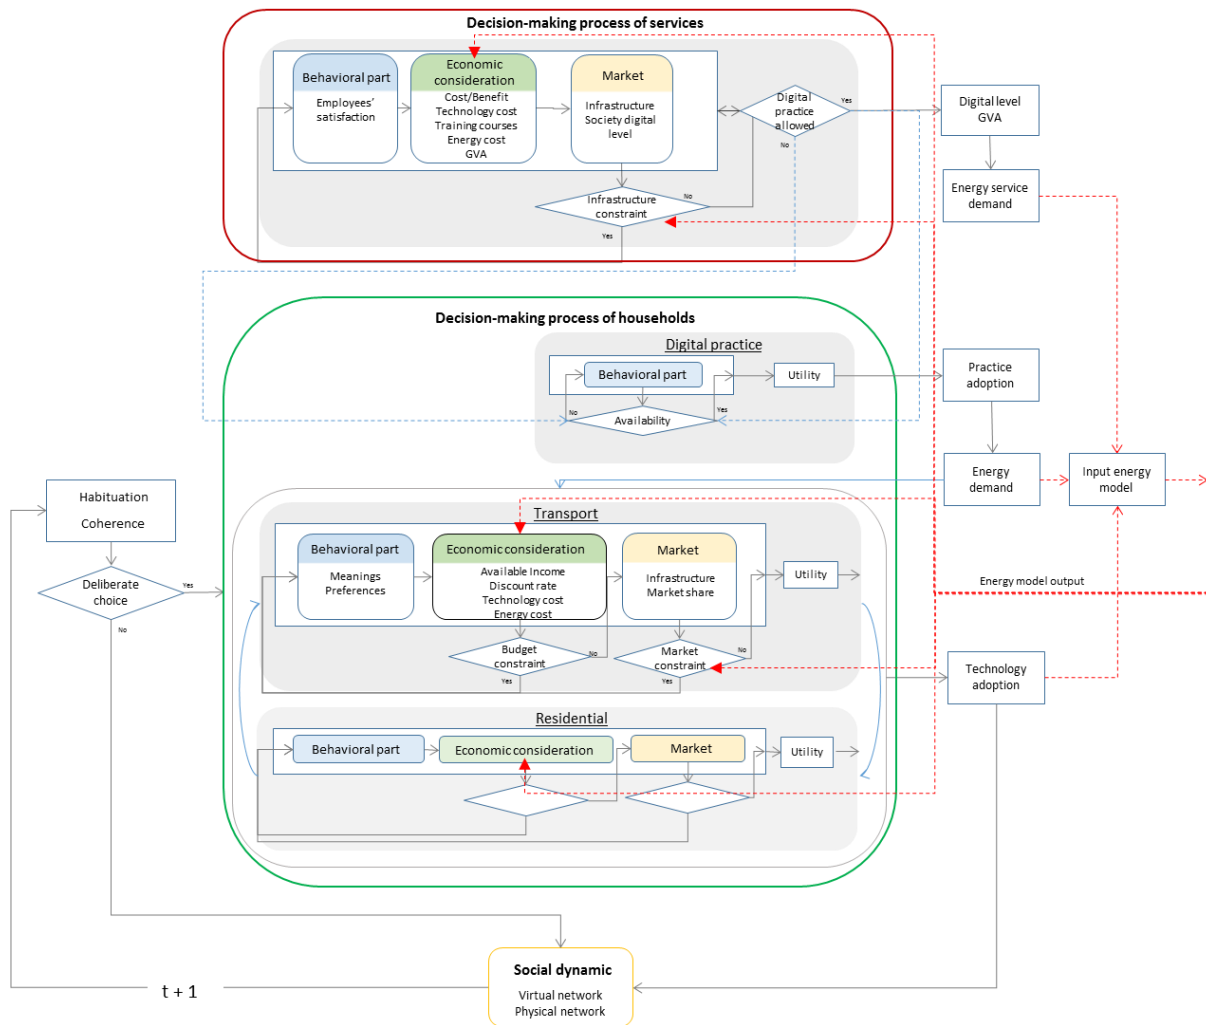 Decision-making process of services
Behavioral part
Employees'
satisfaction
Economic
consideration
Cost/Benefit
Technology cost
Training courses
Energy cost
GVA
Market
Infrastructure
Society digital
level
Digital
practice
allowed
Yes
No
Infrastructure
constraint
No
Yes
Digital level
GVA
Energy service
demand
Decision-making process of households
Digital practice
Behavioral part
Utility
No
Availability
Yes
Practice
adoption
Energy
demand
Input energy
model
Habituation
Coherence
Deliberate
choice
Yes
No
Transport
Behavioral part
Meanings
Preferences
Economic consideration
Available Income
Discount rate
Technology cost
Energy cost
Market
Infrastructure
Market share
Utility
Budget
constraint
No
Yes
Market
constraint
No
Yes
Energy model output
Technology
adoption
Residential
Behavioral part
Economic consideration
Market
Utility
Social dynamic
Virtual network
Physical network
t + 1